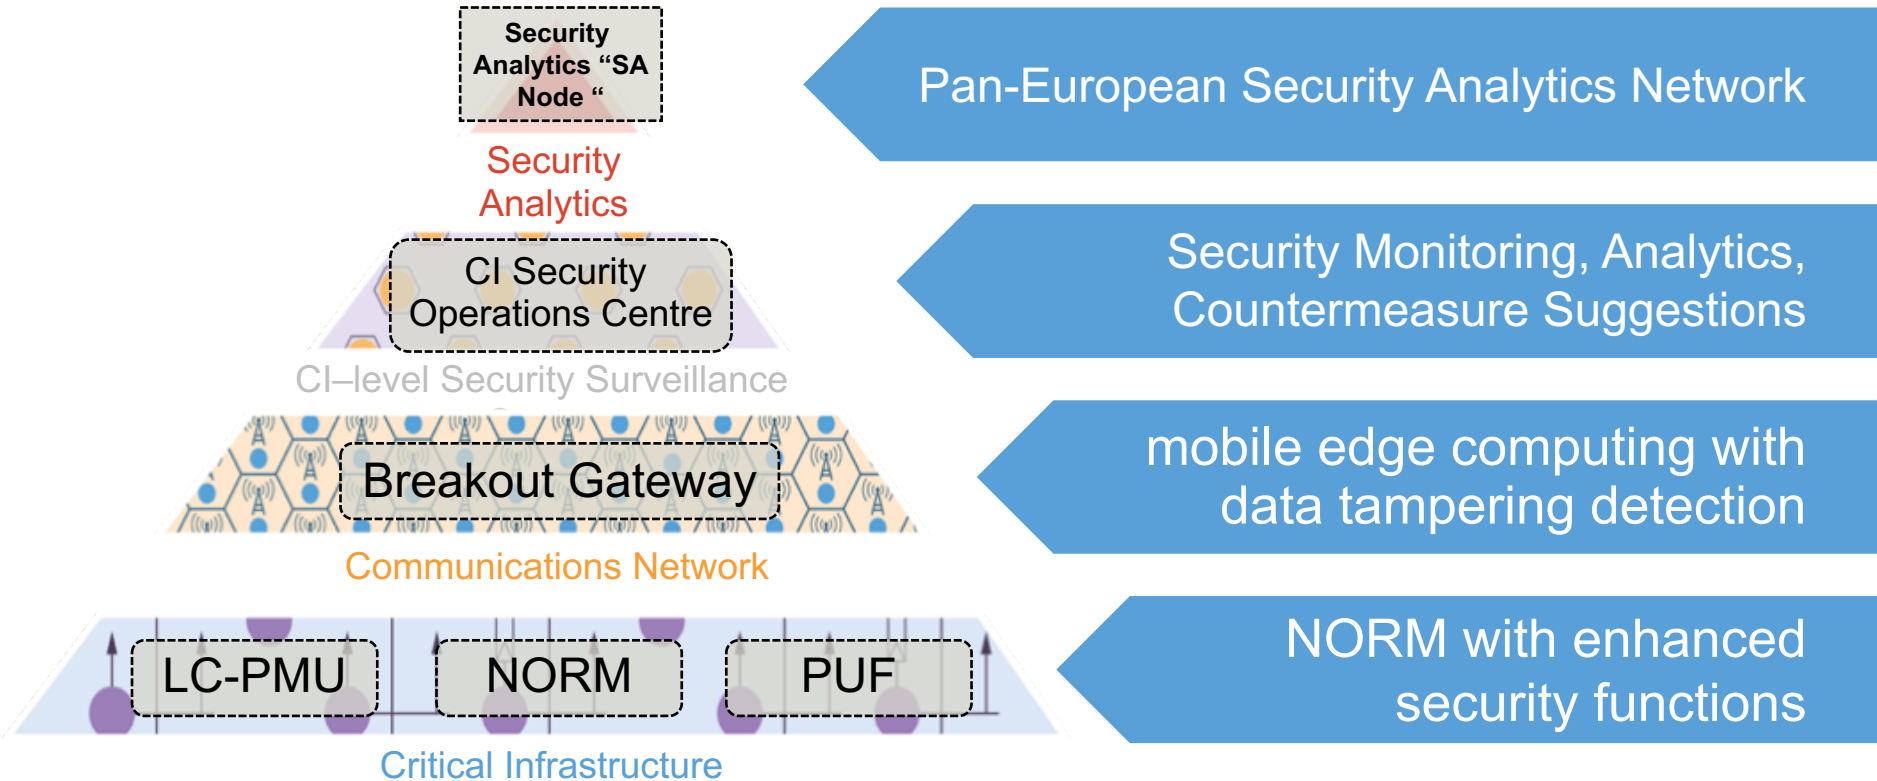 Security
Analytics “SA
Node “
Pan-European Security Analytics Network
Security
Analytics
CI Security
Operations Centre
Security Monitoring, Analytics,
Countermeasure Suggestions
CI–level Security Surveillance
Breakout Gateway
mobile edge computing with
data tampering detection
Communications Network
LC-PMU
NORM
PUF
NORM with enhanced
security functions
Critical Infrastructure